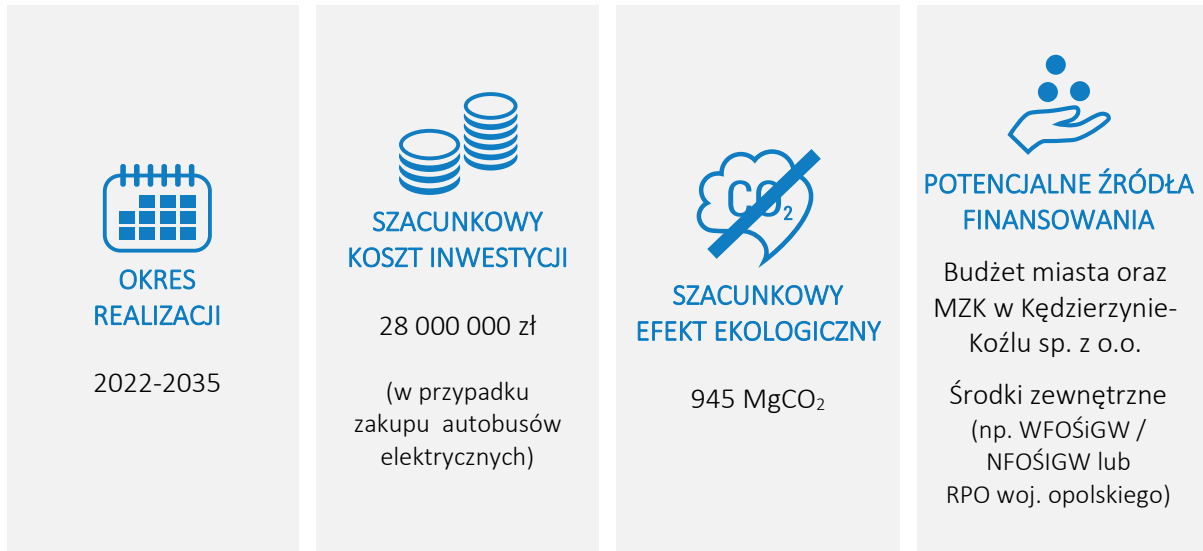 OKRES
REALIZACJI
2022-2035
SZACUNKOWY
KOSZT INWESTYCJI
28 000 000 zł
(w przypadku
zakupu autobusów
elektrycznych)
CO₂
SZACUNKOWY
EFEKT EKOLOGICZNY
945 MgCO₂
POTENCJALNE ŹRÓDŁA
FINANSOWANIA
Budżet miasta oraz
MZK w Kędzierzynie-
Koźlu sp. z o.o.
Środki zewnętrzne
(np. WFOŚiGW /
NFOŚIGW lub
RPO woj. opolskiego)